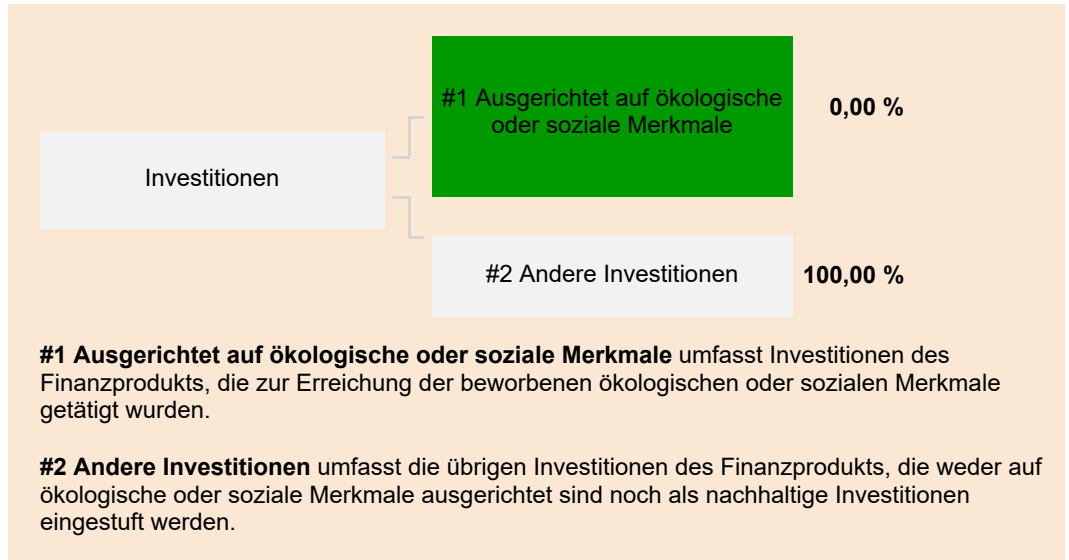 #1 Ausgerichtet auf ökologische
oder soziale Merkmale
0,00 %
Investitionen
#2 Andere Investitionen
100,00 %
#1 Ausgerichtet auf ökologische oder soziale Merkmale umfasst Investitionen des
Finanzprodukts, die zur Erreichung der beworbenen ökologischen oder sozialen Merkmale
getätigt wurden.
#2 Andere Investitionen umfasst die übrigen Investitionen des Finanzprodukts, die weder auf
ökologische oder soziale Merkmale ausgerichtet sind noch als nachhaltige Investitionen
eingestuft werden.